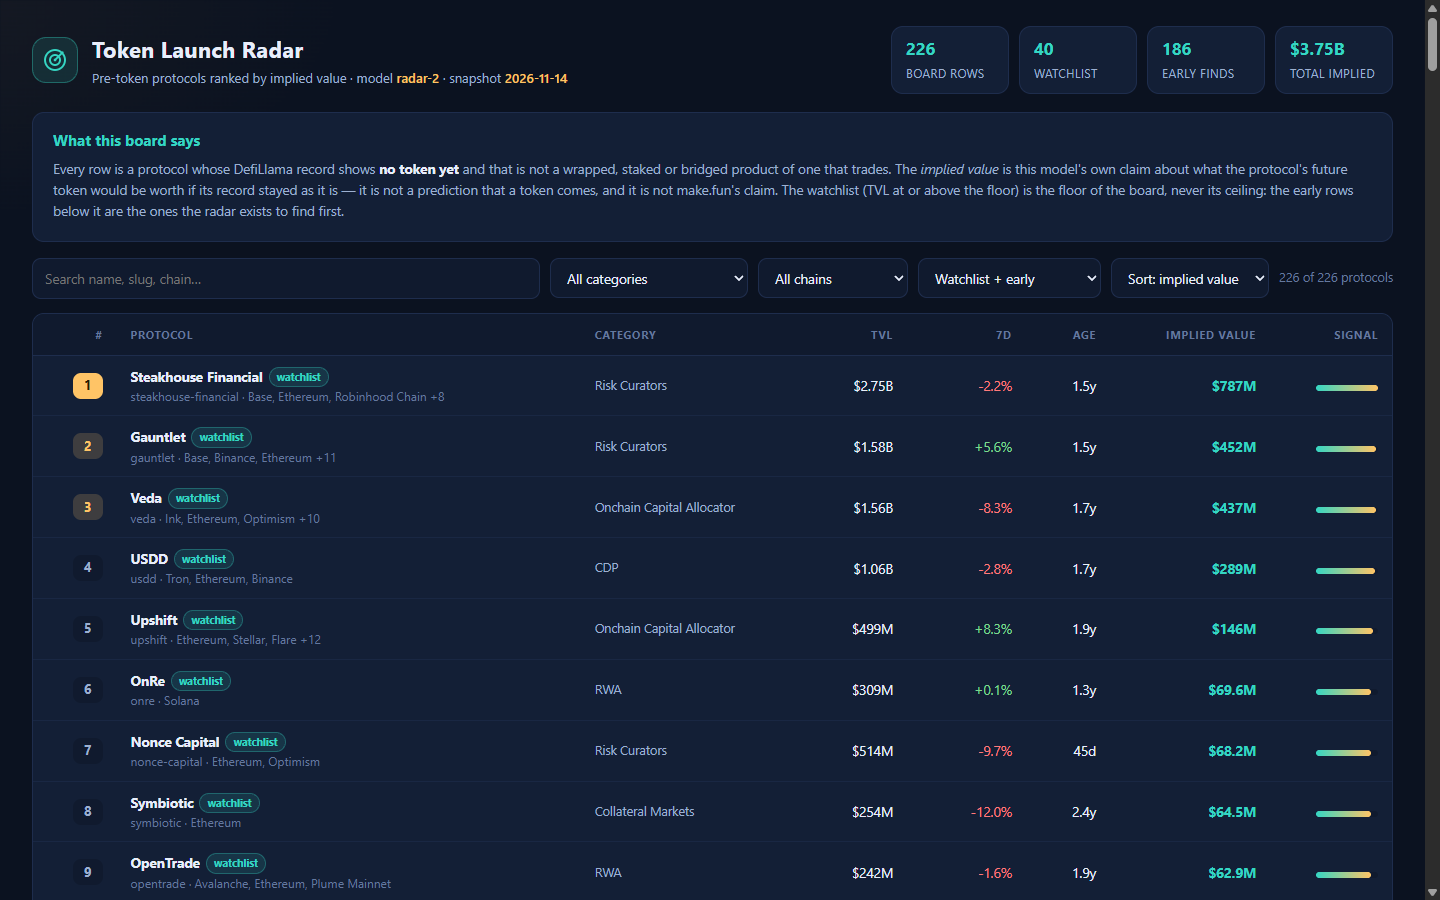 Token Launch Radar
Pre-token protocols ranked by implied value · model radar-2 · snapshot 2026-11-14
226
BOARD ROWS
40
WATCHLIST
186
EARLY FINDS
$3.75B
TOTAL IMPLIED
What this board says
Every row is a protocol whose DefiLlama record shows no token yet and that is not a wrapped, staked or bridged product of one that trades. The implied value is this model's own claim about what the protocol's future
token would be worth if its record stayed as it is — it is not a prediction that a token comes, and it is not make.fun's claim. The watchlist (TVL at or above the floor) is the floor of the board, never its ceiling: the early rows
below it are the ones the radar exists to find first.
Search name, slug, chain...
All categories
All chains
Watchlist + early
Sort: implied value
226 of 226 protocols
# PROTOCOL CATEGORY TVL 7D AGE IMPLIED VALUE SIGNAL
1 Steakhouse Financial watchlist Risk Curators $2.75B -2.2% 1.5y $787M
steakhouse-financial · Base, Ethereum, Robinhood Chain +8
2 Gauntlet watchlist Risk Curators $1.58B +5.6% 1.5y $452M
gauntlet · Base, Binance, Ethereum +11
3 Veda watchlist Onchain Capital Allocator $1.56B -8.3% 1.7y $437M
veda · Ink, Ethereum, Optimism +10
4 USDD watchlist CDP $1.06B -2.8% 1.7y $289M
usdd · Tron, Ethereum, Binance
5 Upshift watchlist Onchain Capital Allocator $499M +8.3% 1.9y $146M
upshift · Ethereum, Stellar, Flare +12
6 OnRe watchlist RWA $309M +0.1% 1.3y $69.6M
onre · Solana
7 Nonce Capital watchlist Risk Curators $514M -9.7% 45d $68.2M
nonce-capital · Ethereum, Optimism
8 Symbiotic watchlist Collateral Markets $254M -12.0% 2.4y $64.5M
symbiotic · Ethereum
9 OpenTrade watchlist RWA $242M -1.6% 1.9y $62.9M
opentrade · Avalanche, Ethereum, Plume Mainnet